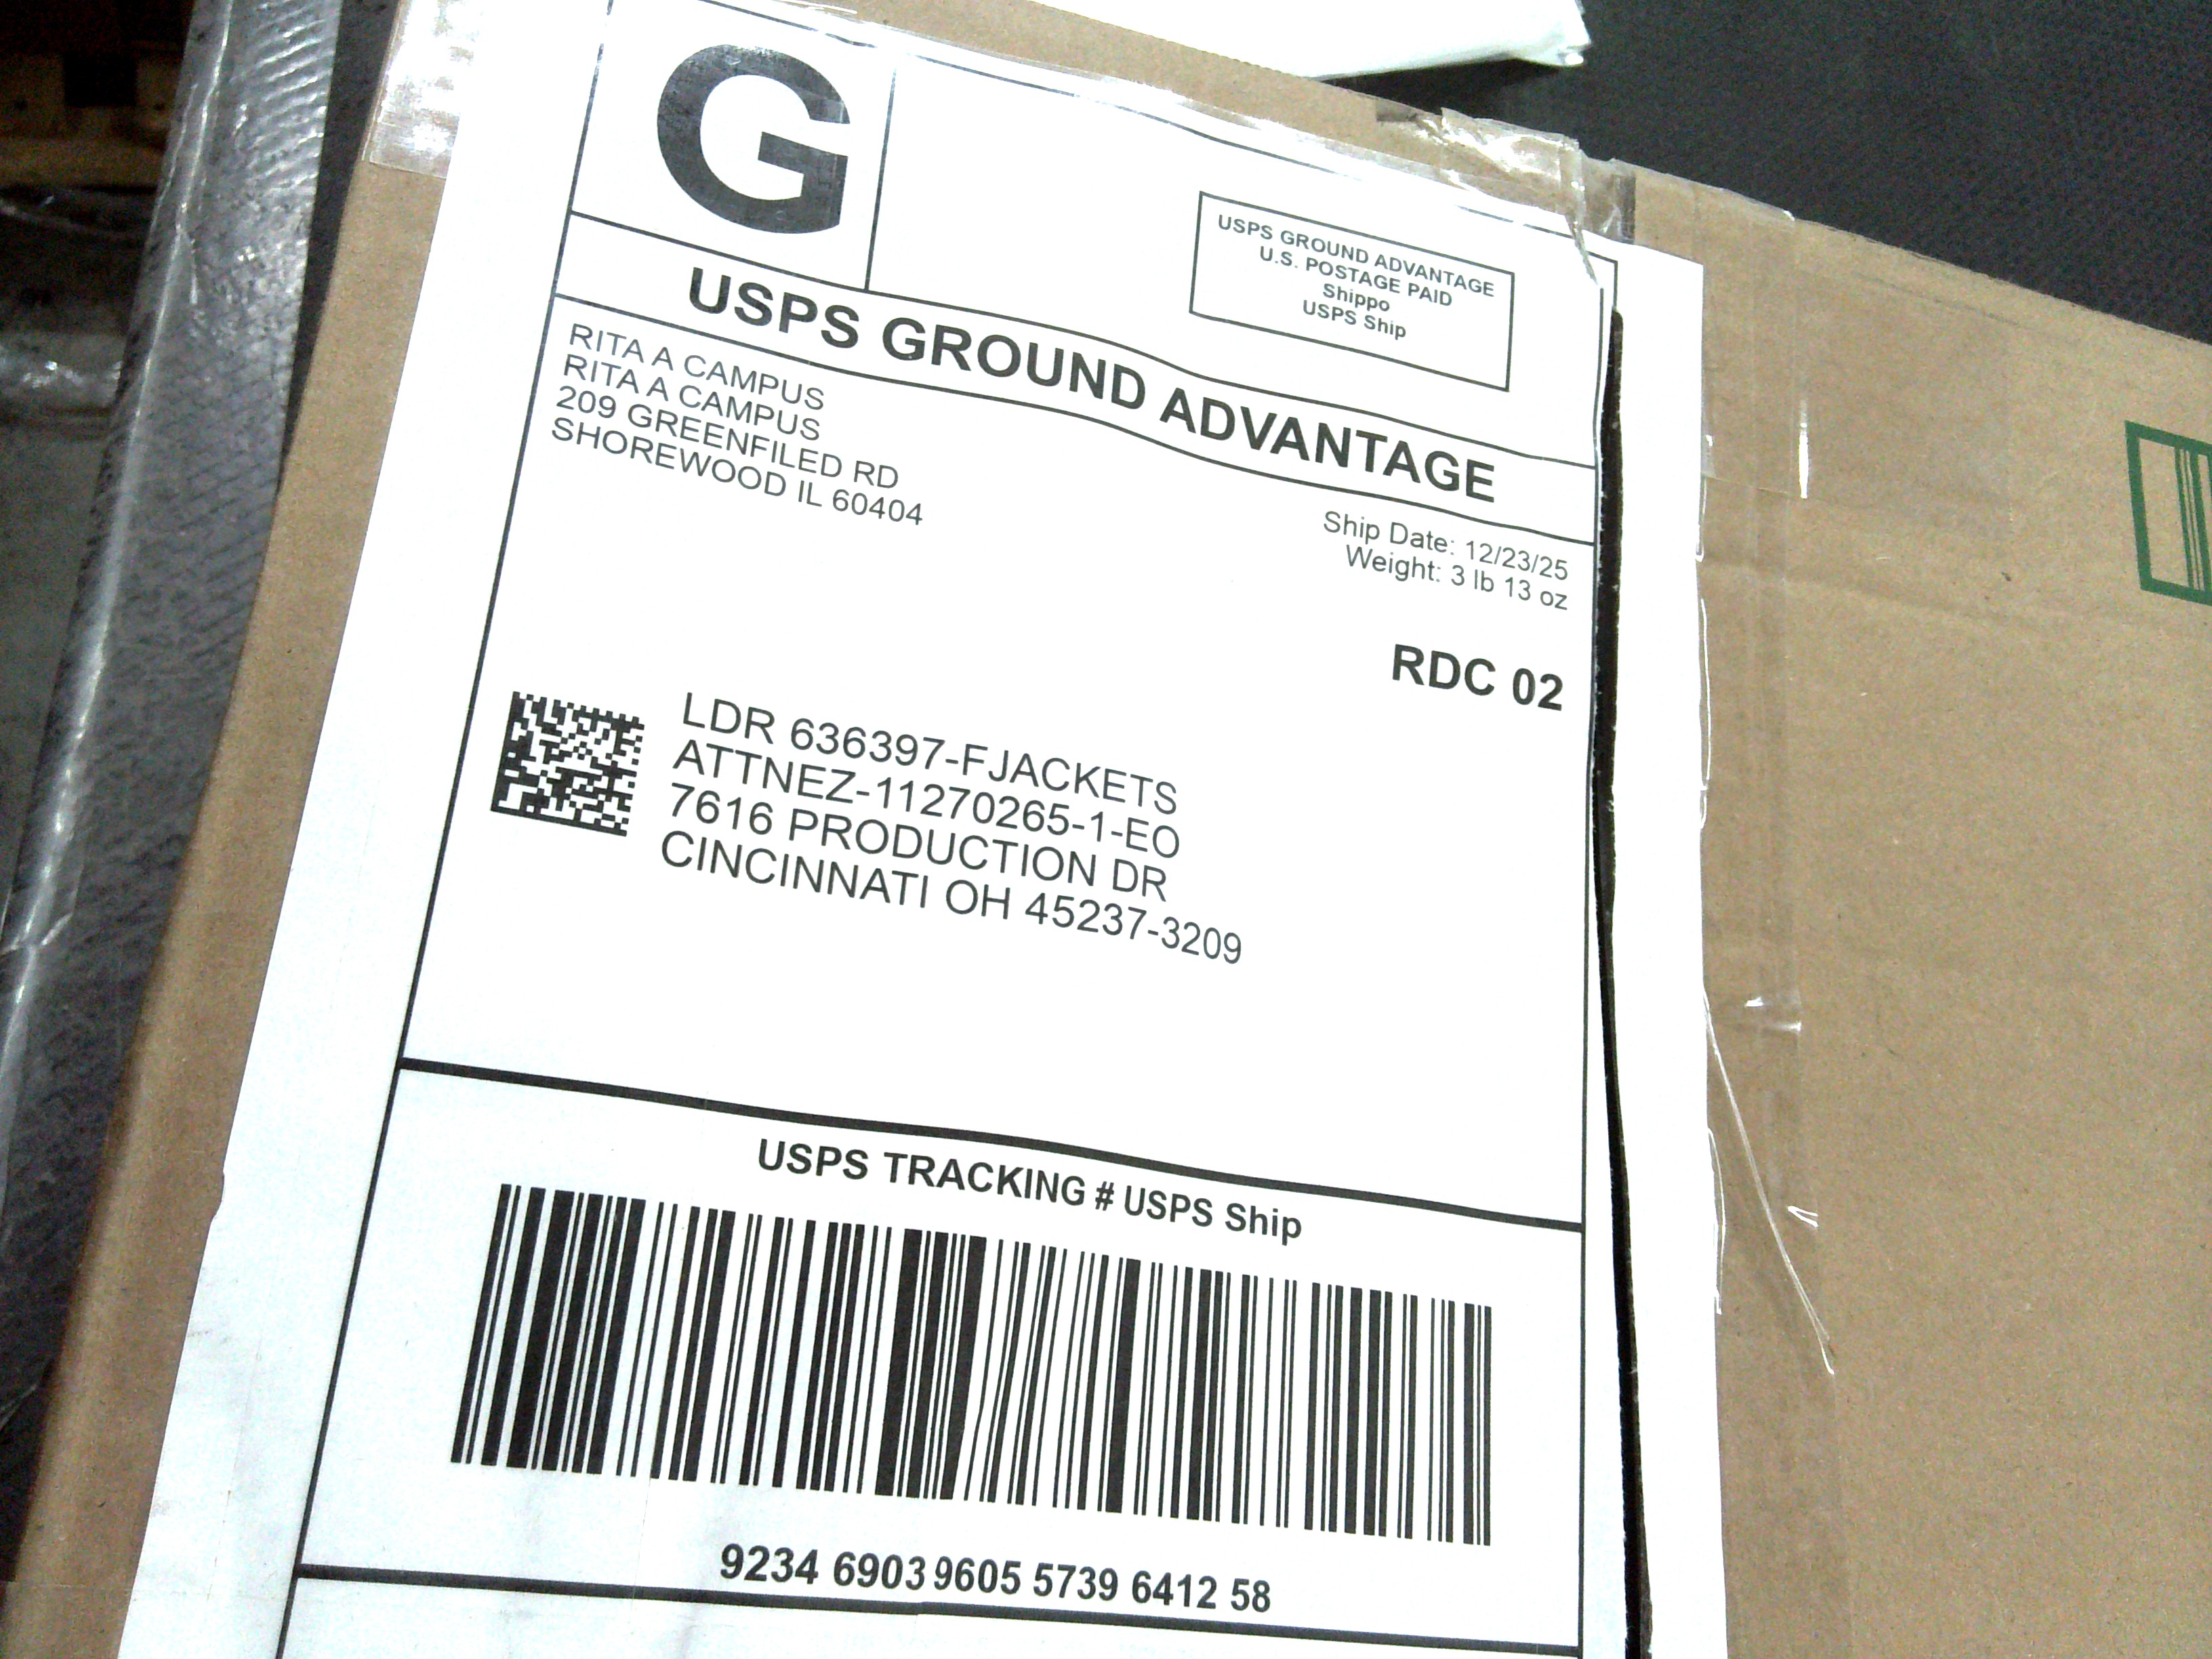 G
USPS GROUND ADVANTAGE
U.S. POSTAGE PAID
Shippo
USPS Ship
USPS GROUND ADVANTAGE
RITA A CAMPUS
RITA A CAMPUS
209 GREENFILED RD
SHOREWOOD IL 60404
Ship Date: 12/23/25
Weight: 3 lb 13 oz
RDC 02
LDR 636397-FJACKETS
ATTNEZ-11270265-1-EO
7616 PRODUCTION DR
CINCINNATI OH 45237-3209
USPS TRACKING # USPS Ship
9234 6903 9605 5739 6412 58